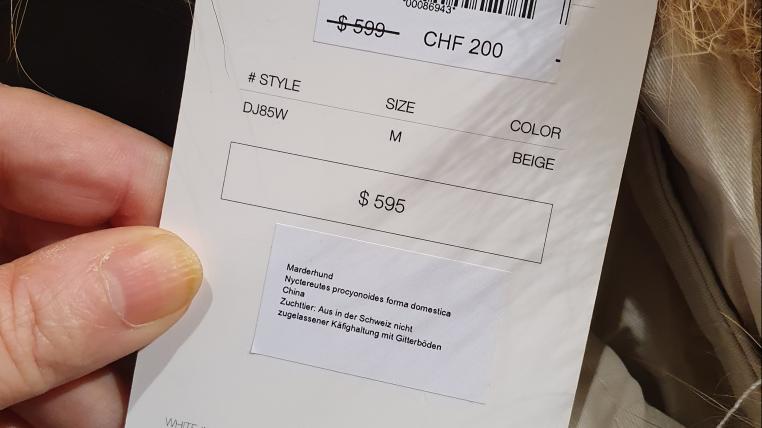 *00086943*
$ 599 CHF 200
# STYLE SIZE COLOR
DJ85W M BEIGE
$ 595
Marderhund
Nyctereutes procyonoides forma domestica
China
Zuchttier: Aus in der Schweiz nicht
zugelassener Käfighaltung mit Gitterböden
WHITE